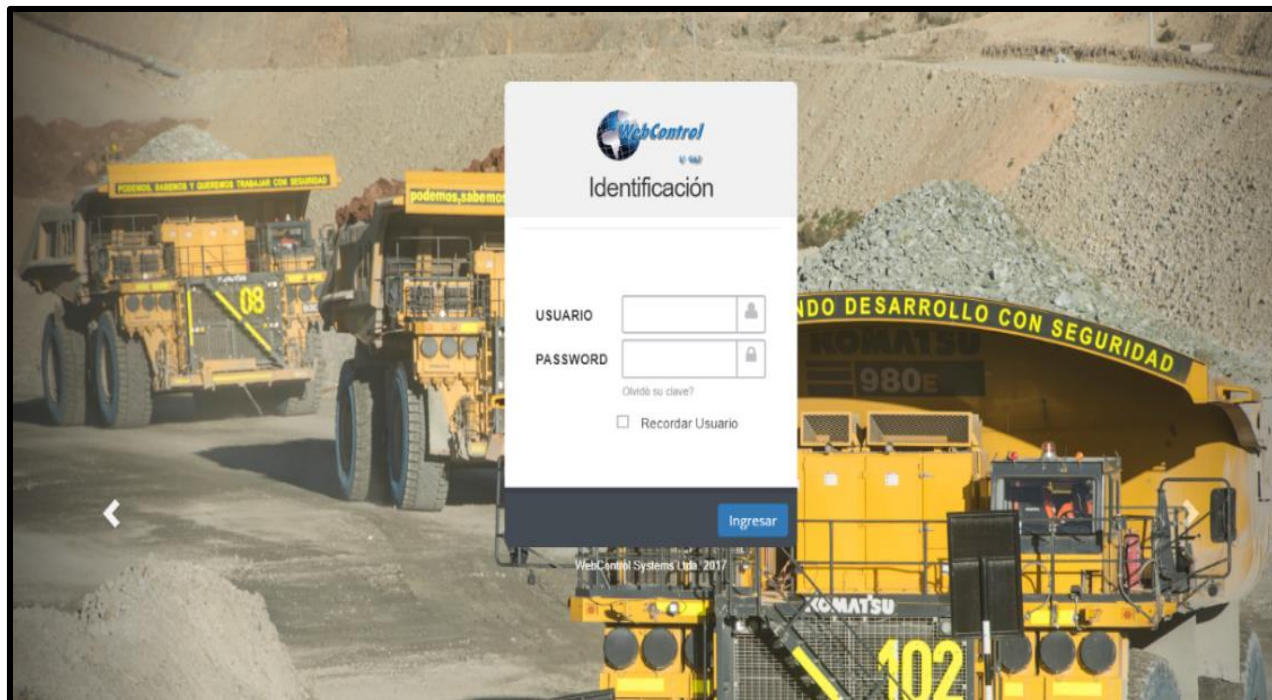 WebControl
Identificación
USUARIO
PASSWORD
Olvidó su clave?
Recordar Usuario
Ingresar
WebControl Systems Ltda. 2017
PODEMOS, SABEMOS Y QUEREMOS TRABAJAR CON SEGURIDAD
podemos,sabemos
08
NDO DESARROLLO CON SEGURIDAD
KOMATSU
980E
KOMATSU
102